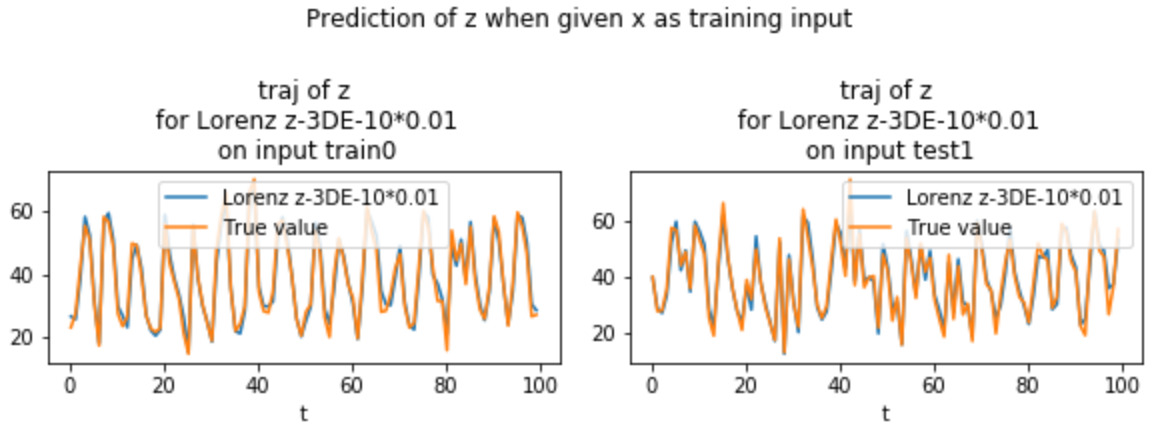 Prediction of z when given x as training input
traj of z
for Lorenz z-3DE-10*0.01
on input train0
Lorenz z-3DE-10*0.01
True value
60
40
20
0
20
40
60
80
100
t
traj of z
for Lorenz z-3DE-10*0.01
on input test1
Lorenz z-3DE-10*0.01
True value
60
40
20
0
20
40
60
80
100
t